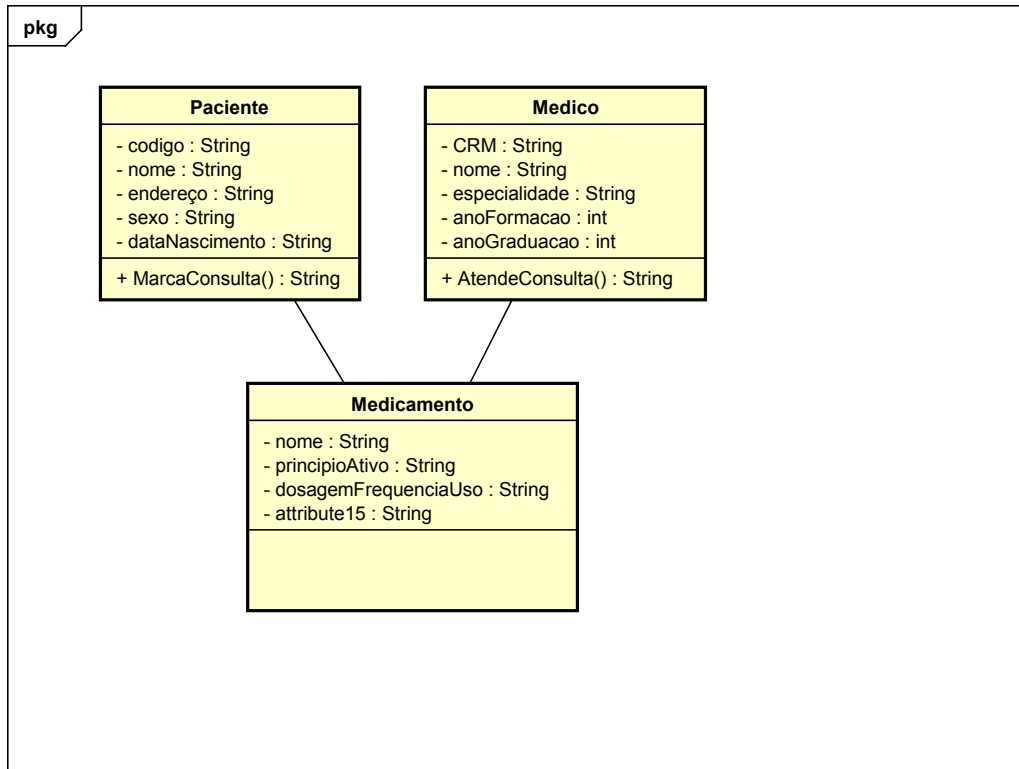 pkg
Paciente
- codigo : String
- nome : String
- endereço : String
- sexo : String
- dataNascimento : String
+ MarcaConsulta() : String
Medico
- CRM : String
- nome : String
- especialidade : String
- anoFormacao : int
- anoGraduacao : int
+ AtendeConsulta() : String
Medicamento
- nome : String
- principioAtivo : String
- dosagemFrequenciaUso : String
- attribute15 : String